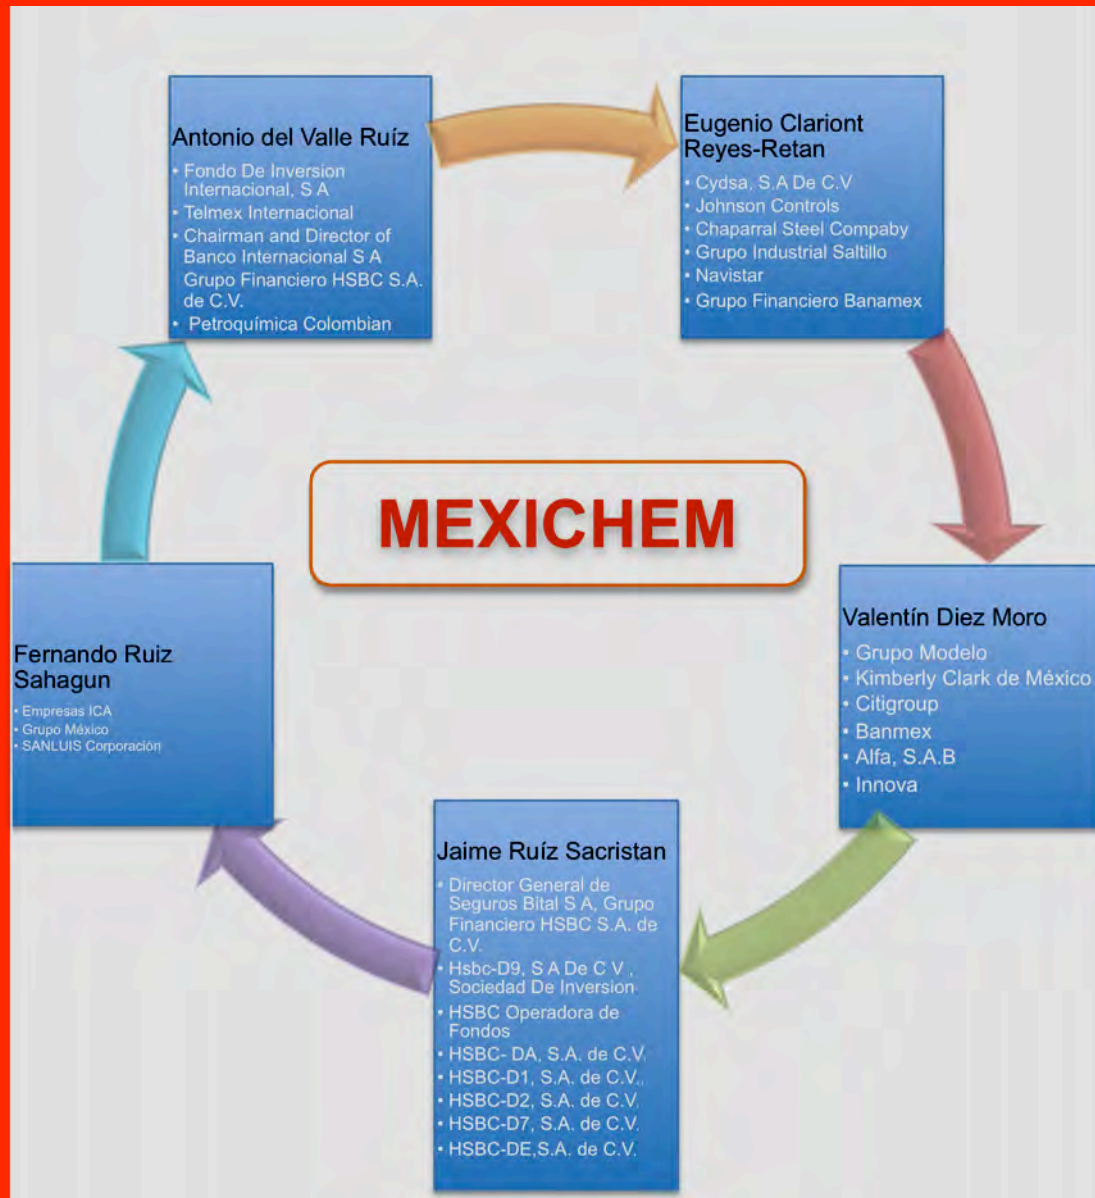 Antonio del Valle Ruíz
• Fondo De Inversion
Internacional, S A
• Telmex Internacional
• Chairman and Director of
Banco Internacional S A
Grupo Financiero HSBC S.A.
de C.V.
• Petroquímica Colombian
Eugenio Clariont
Reyes-Retan
• Cydsa, S.A De C.V
• Johnson Controls
• Chaparral Steel Compaby
• Grupo Industrial Saltillo
• Navistar
• Grupo Financiero Banamex
MEXICHEM
Valentín Diez Moro
• Grupo Modelo
• Kimberly Clark de México
• Citigroup
• Banmex
• Alfa, S.A.B
• Innova
Jaime Ruíz Sacristan
• Director General de
Seguros Bital S A, Grupo
Financiero HSBC S.A. de
C.V.
• Hsbc-D9, S A De C V ,
Sociedad De Inversion
• HSBC Operadora de
Fondos
• HSBC- DA, S.A. de C.V.
• HSBC-D1, S.A. de C.V.,
• HSBC-D2, S.A. de C.V.
• HSBC-D7, S.A. de C.V.
• HSBC-DE,S.A. de C.V.
Fernando Ruiz
Sahagun
• Empresas ICA
• Grupo México
• SANLUIS Corporación